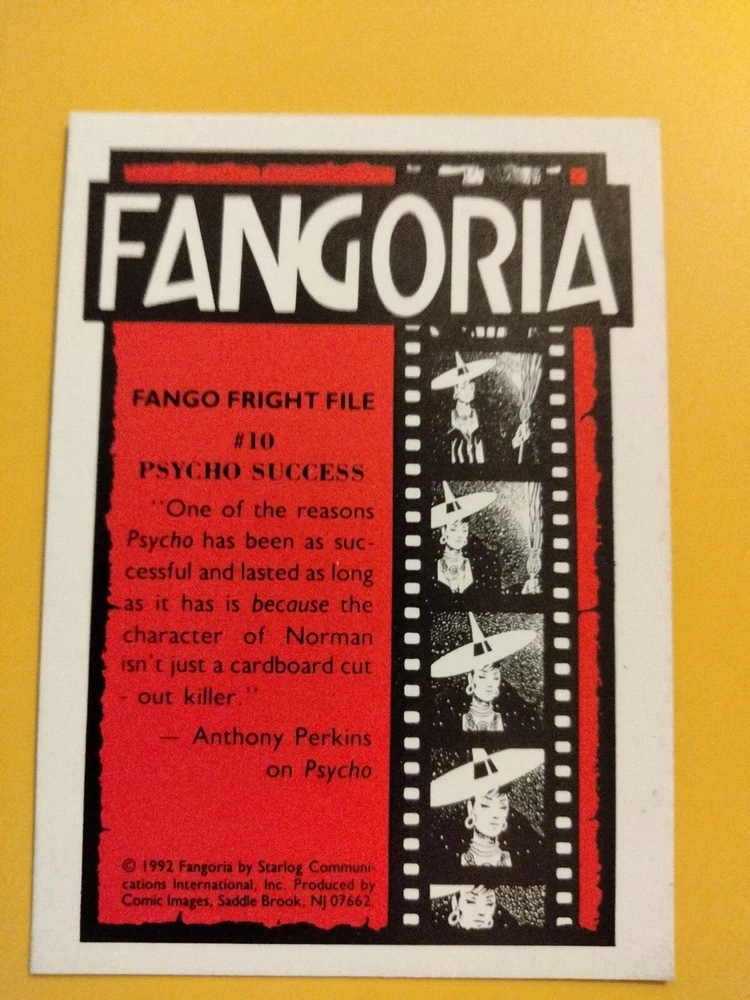 FANGORIA
FANGO FRIGHT FILE
#10
PSYCHO SUCCESS
"One of the reasons
Psycho has been as suc-
cessful and lasted as long
as it has is because the
character of Norman
isn't just a cardboard cut
- out killer."
— Anthony Perkins
on Psycho
© 1992 Fangoria by Starlog Communi-
cations International, Inc. Produced by
Comic Images, Saddle Brook, NJ 07662.